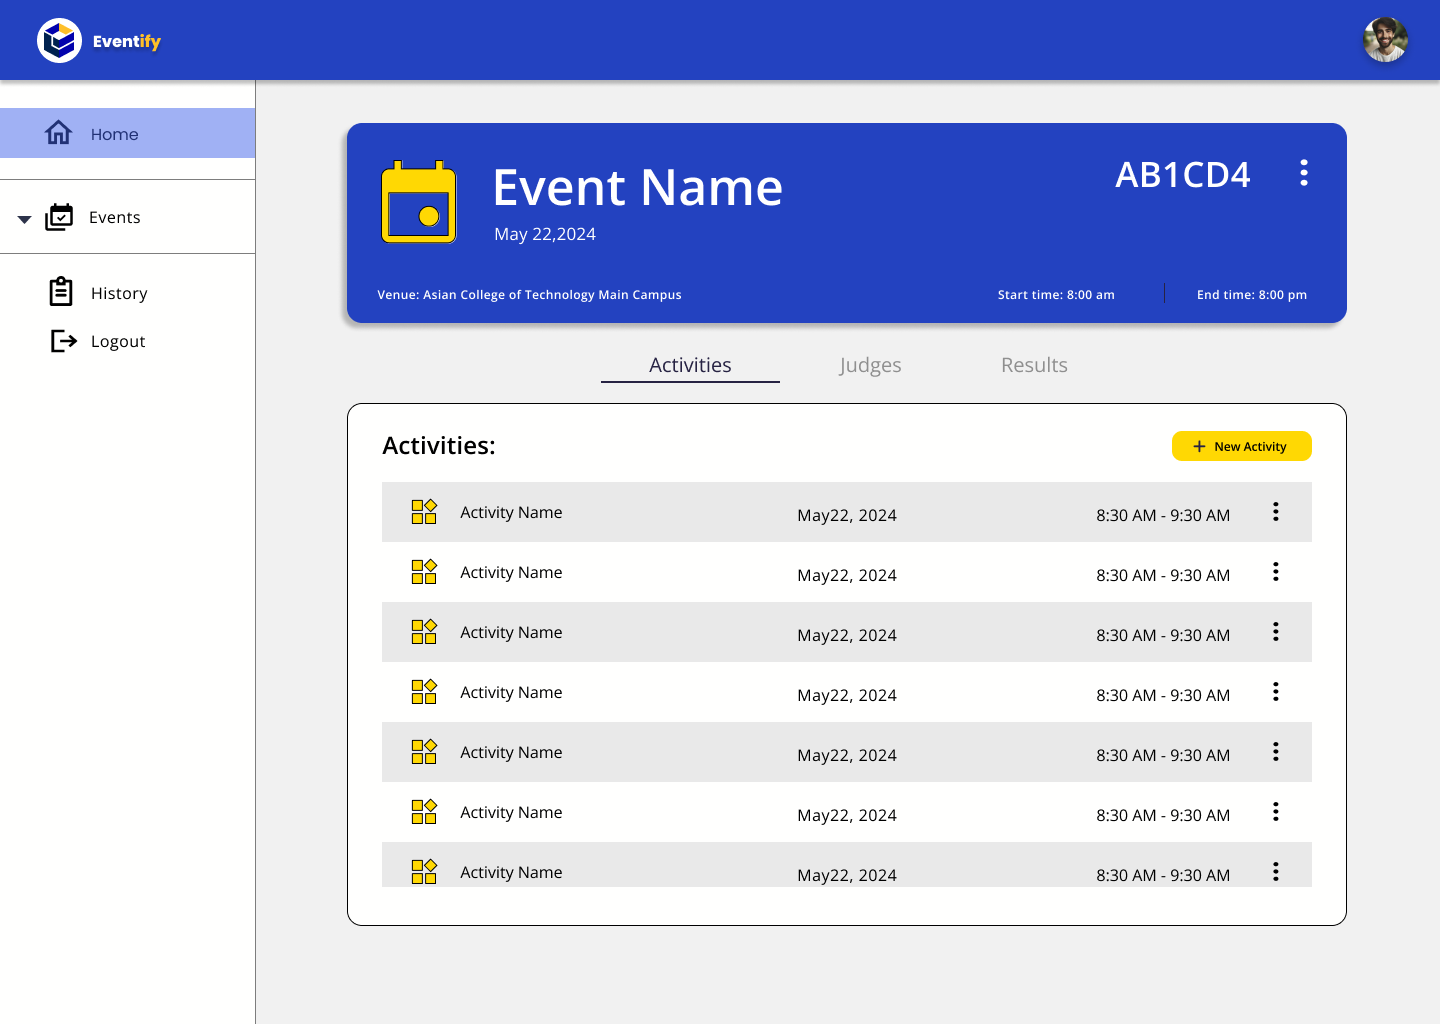 Eventify
Home
Events
History
Logout
Event Name
May 22,2024
AB1CD4
Venue: Asian College of Technology Main Campus
Start time: 8:00 am
End time: 8:00 pm
Activities
Judges
Results
Activities:
+ New Activity
Activity Name May22, 2024 8:30 AM - 9:30 AM
Activity Name May22, 2024 8:30 AM - 9:30 AM
Activity Name May22, 2024 8:30 AM - 9:30 AM
Activity Name May22, 2024 8:30 AM - 9:30 AM
Activity Name May22, 2024 8:30 AM - 9:30 AM
Activity Name May22, 2024 8:30 AM - 9:30 AM
Activity Name May22, 2024 8:30 AM - 9:30 AM